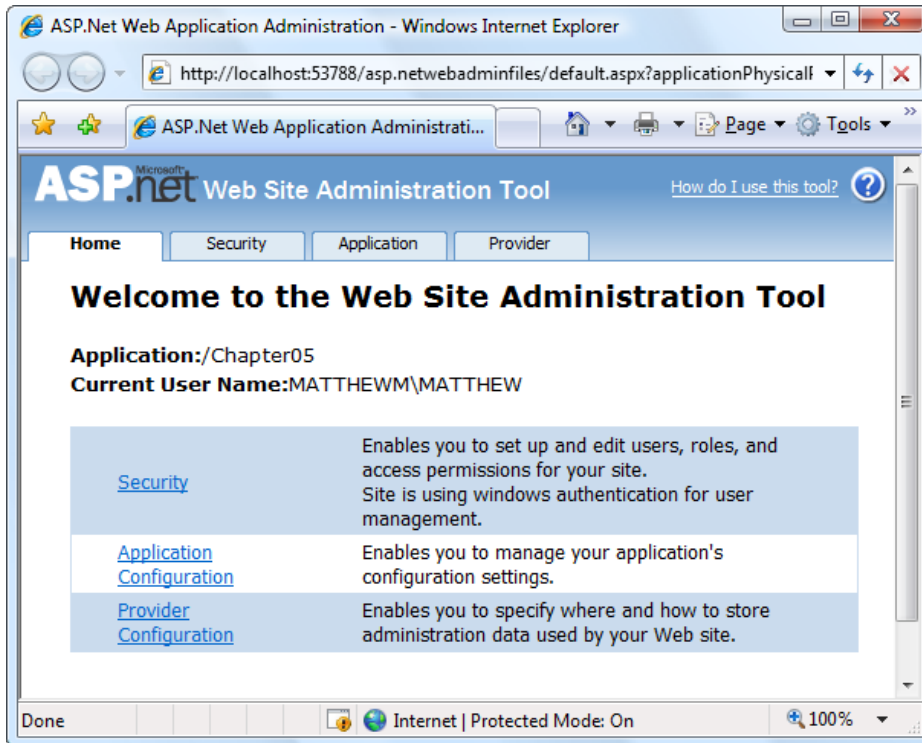 ASP.Net Web Application Administration - Windows Internet Explorer
http://localhost:53788/asp.netwebadminfiles/default.aspx?applicationPhysicalF
ASP.Net Web Application Administrati...
Page
Tools
»
Microsoft
ASP.net Web Site Administration Tool
How do I use this tool? ?
Home Security Application Provider
Welcome to the Web Site Administration Tool
Application:/Chapter05
Current User Name:MATTHEWM\MATTHEW
Security
Enables you to set up and edit users, roles, and
access permissions for your site.
Site is using windows authentication for user
management.
Application
Configuration
Enables you to manage your application's
configuration settings.
Provider
Configuration
Enables you to specify where and how to store
administration data used by your Web site.
Done
Internet | Protected Mode: On
100%